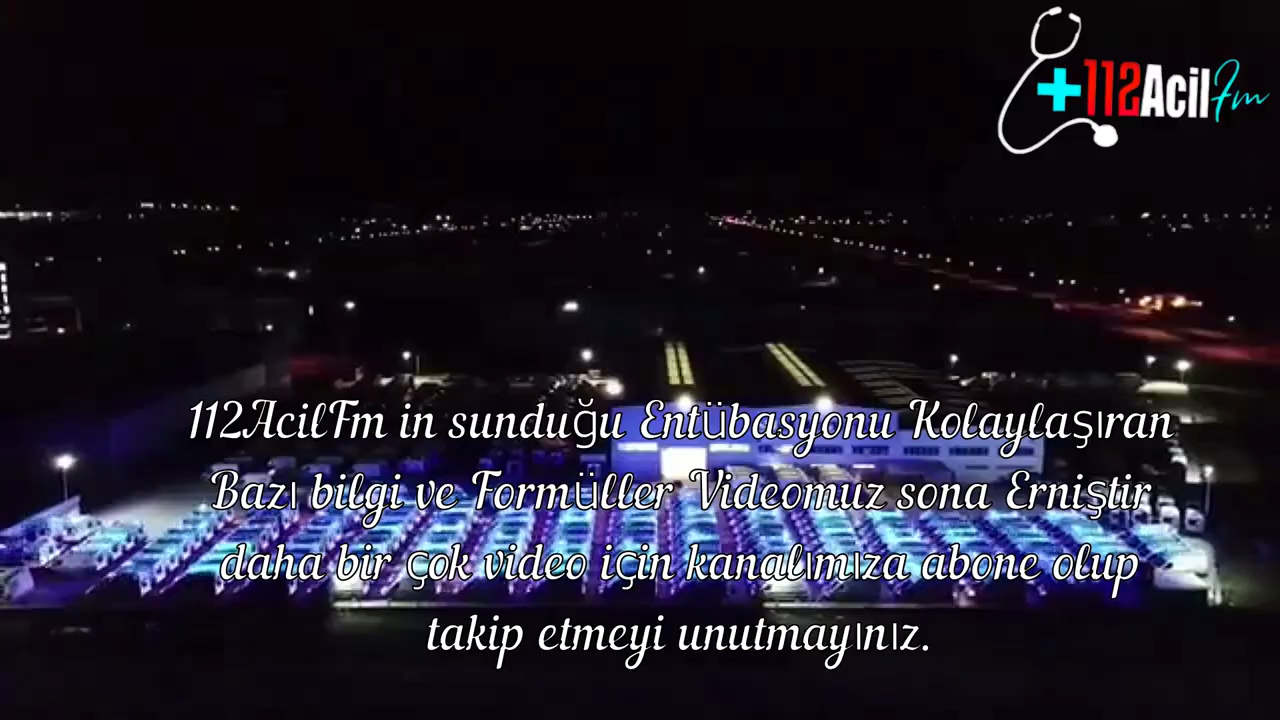 +112Acil Fm
112AcilFm in sunduğu Entübasyonu Kolaylaşıran
Bazı bilgi ve Formüller Videomuz sona Erniştir
daha bir çok video için kanalımıza abone olup
takip etmeyi unutmayınız.